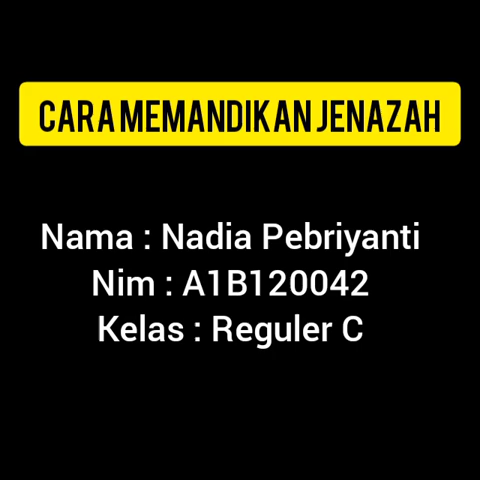 CARA MEMANDIKAN JENAZAH
Nama : Nadia Pebriyanti
Nim : A1B120042
Kelas : Reguler C